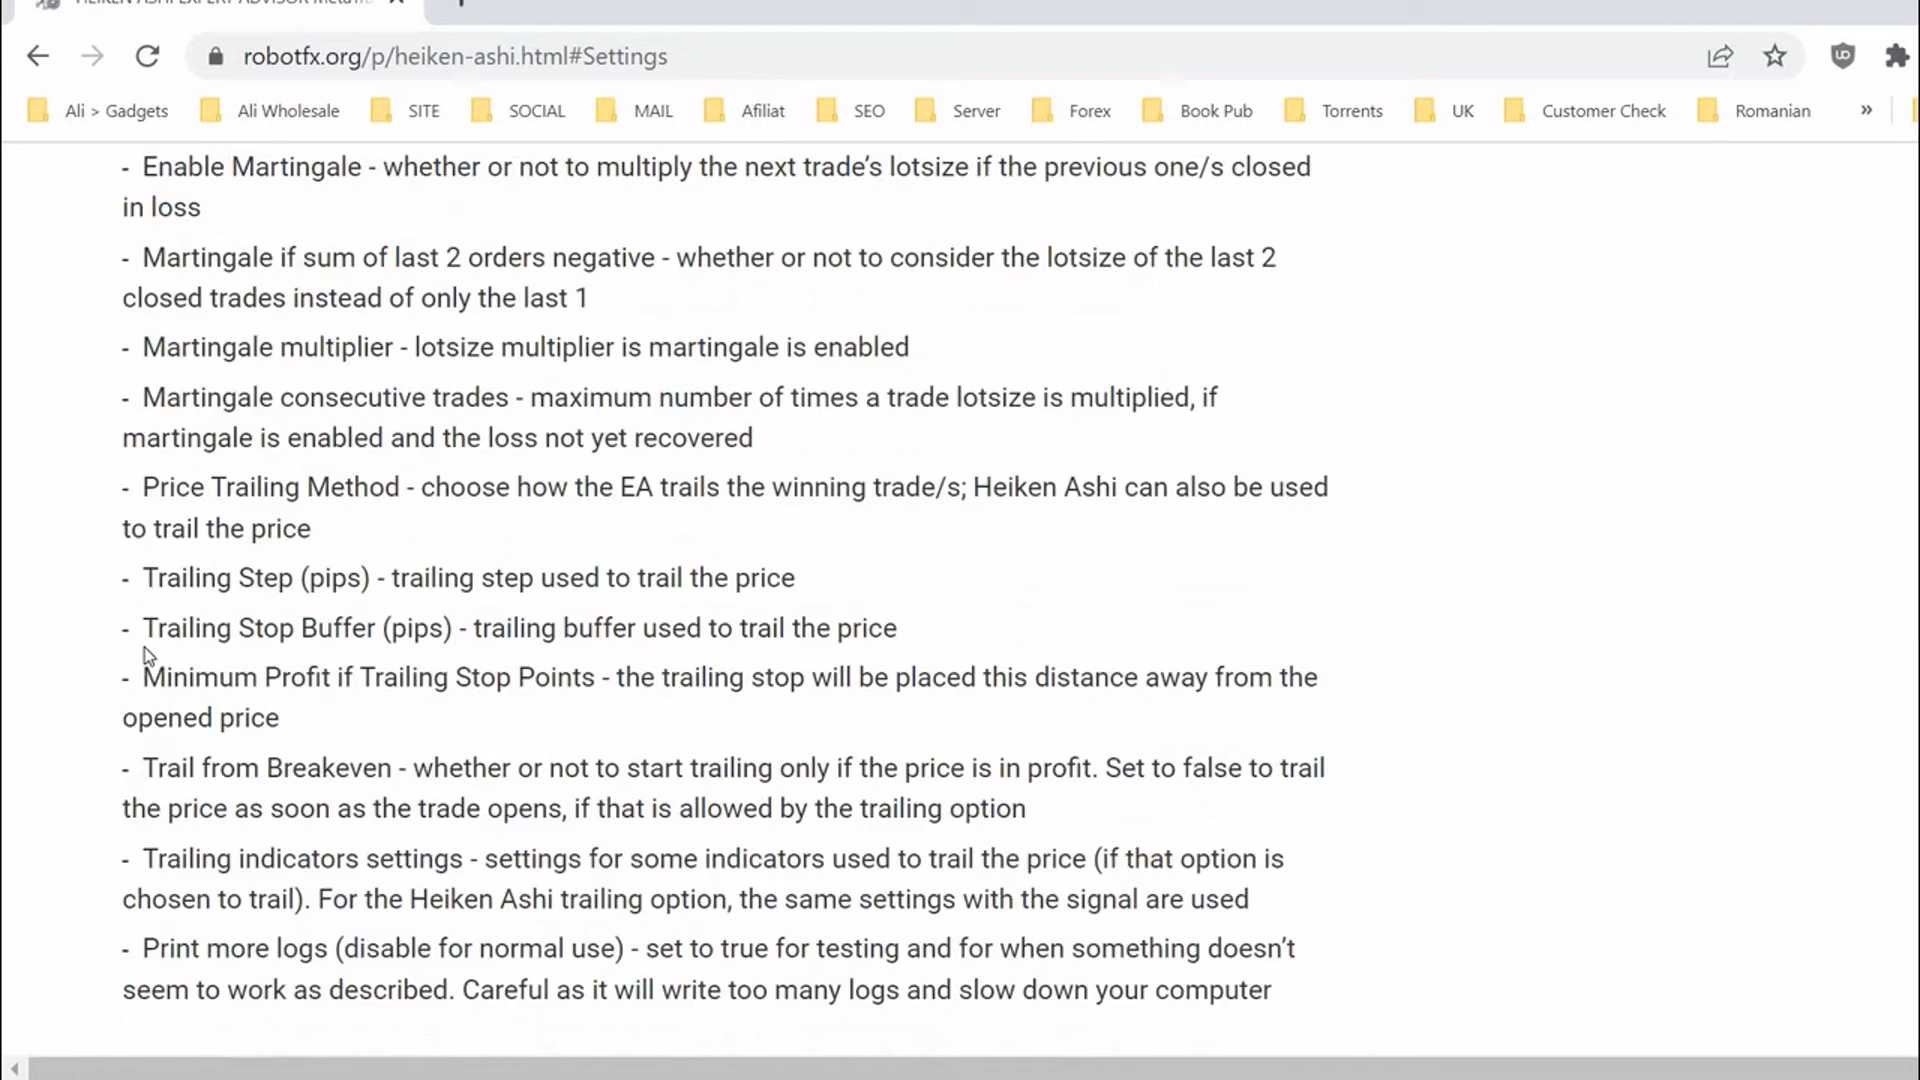 HEIKEN ASHI EXPERT ADVISOR Meta
robotfx.org/p/heiken-ashi.html#Settings
Ali > Gadgets Ali Wholesale SITE SOCIAL MAIL Afiliat SEO Server Forex Book Pub Torrents UK Customer Check Romanian »
- Enable Martingale - whether or not to multiply the next trade’s lotsize if the previous one/s closed
in loss
- Martingale if sum of last 2 orders negative - whether or not to consider the lotsize of the last 2
closed trades instead of only the last 1
- Martingale multiplier - lotsize multiplier is martingale is enabled
- Martingale consecutive trades - maximum number of times a trade lotsize is multiplied, if
martingale is enabled and the loss not yet recovered
- Price Trailing Method - choose how the EA trails the winning trade/s; Heiken Ashi can also be used
to trail the price
- Trailing Step (pips) - trailing step used to trail the price
- Trailing Stop Buffer (pips) - trailing buffer used to trail the price
- Minimum Profit if Trailing Stop Points - the trailing stop will be placed this distance away from the
opened price
- Trail from Breakeven - whether or not to start trailing only if the price is in profit. Set to false to trail
the price as soon as the trade opens, if that is allowed by the trailing option
- Trailing indicators settings - settings for some indicators used to trail the price (if that option is
chosen to trail). For the Heiken Ashi trailing option, the same settings with the signal are used
- Print more logs (disable for normal use) - set to true for testing and for when something doesn’t
seem to work as described. Careful as it will write too many logs and slow down your computer